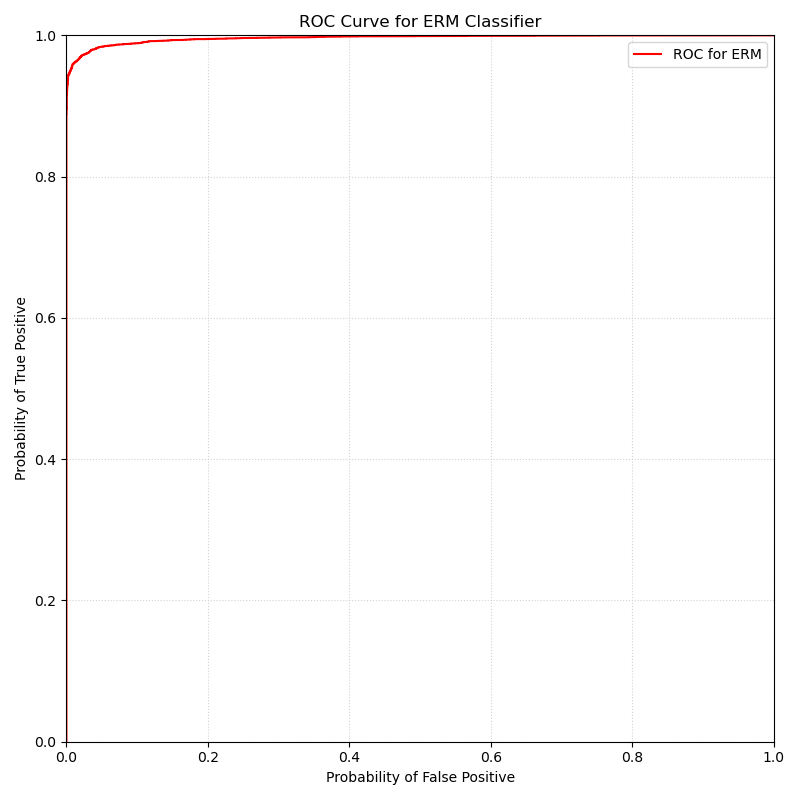 ROC Curve for ERM Classifier
ROC for ERM
Probability of True Positive
1.0
0.8
0.6
0.4
0.2
0.0
0.0 0.2 0.4 0.6 0.8 1.0
Probability of False Positive